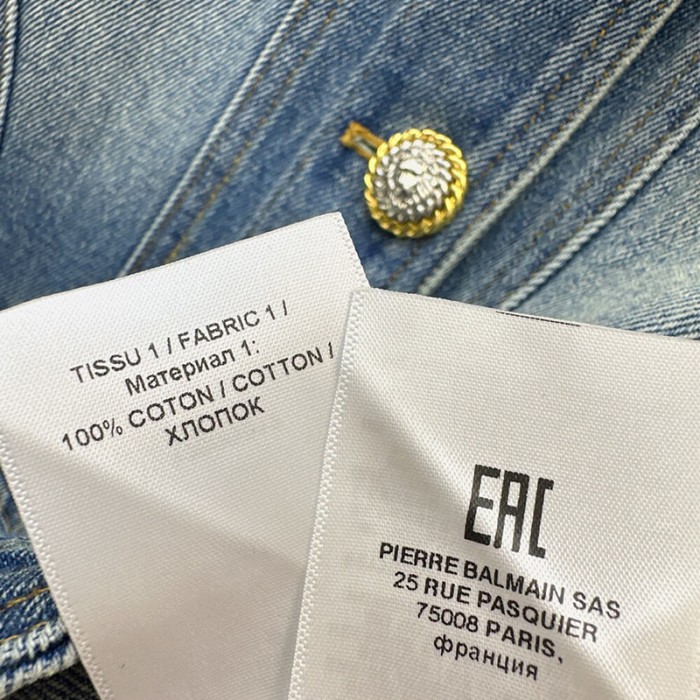 TISSU 1 / FABRIC 1 /
Материал 1:
100% COTON / COTTON /
ХЛОПОК
EAC
PIERRE BALMAIN SAS
25 RUE PASQUIER
75008 PARIS,
франция